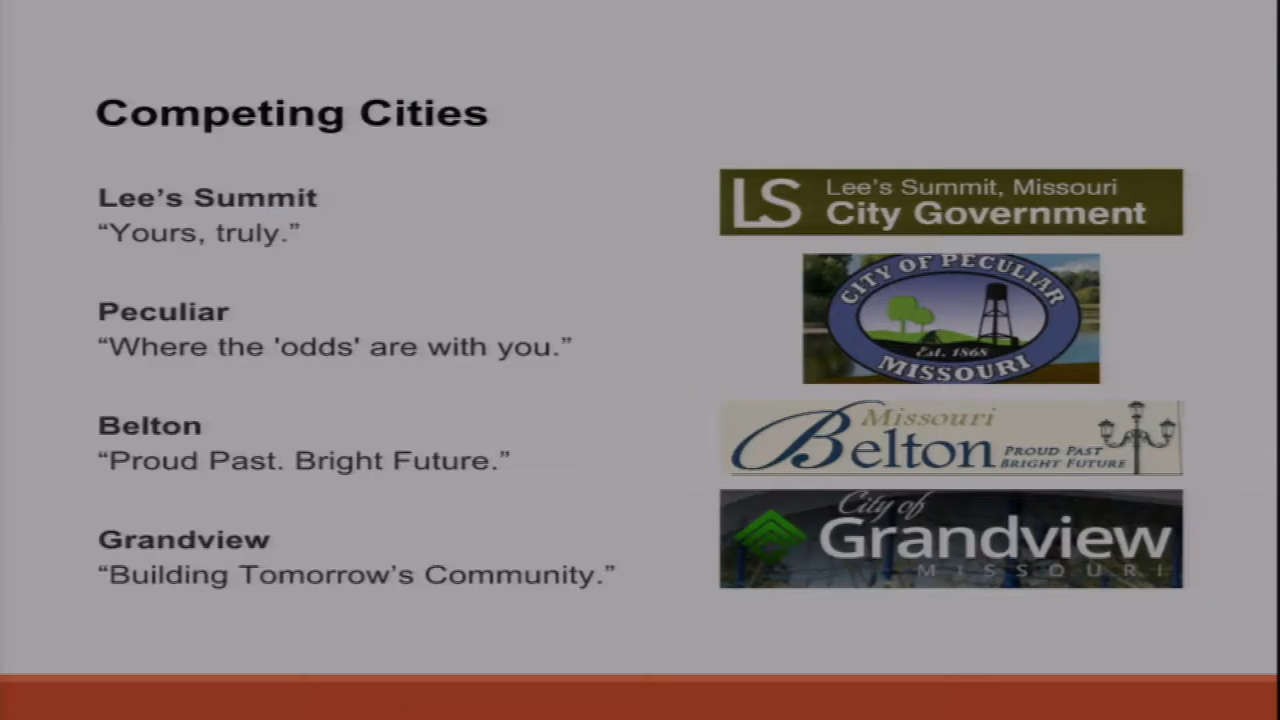 Competing Cities
Lee’s Summit
“Yours, truly.”
Peculiar
“Where the 'odds' are with you.”
Belton
“Proud Past. Bright Future.”
Grandview
“Building Tomorrow’s Community.”
LS
Lee's Summit, Missouri
City Government
CITY OF PECULIAR
Est. 1868
MISSOURI
Missouri
Belton
PROUD PAST
BRIGHT FUTURE
City of
Grandview
MISSOURI